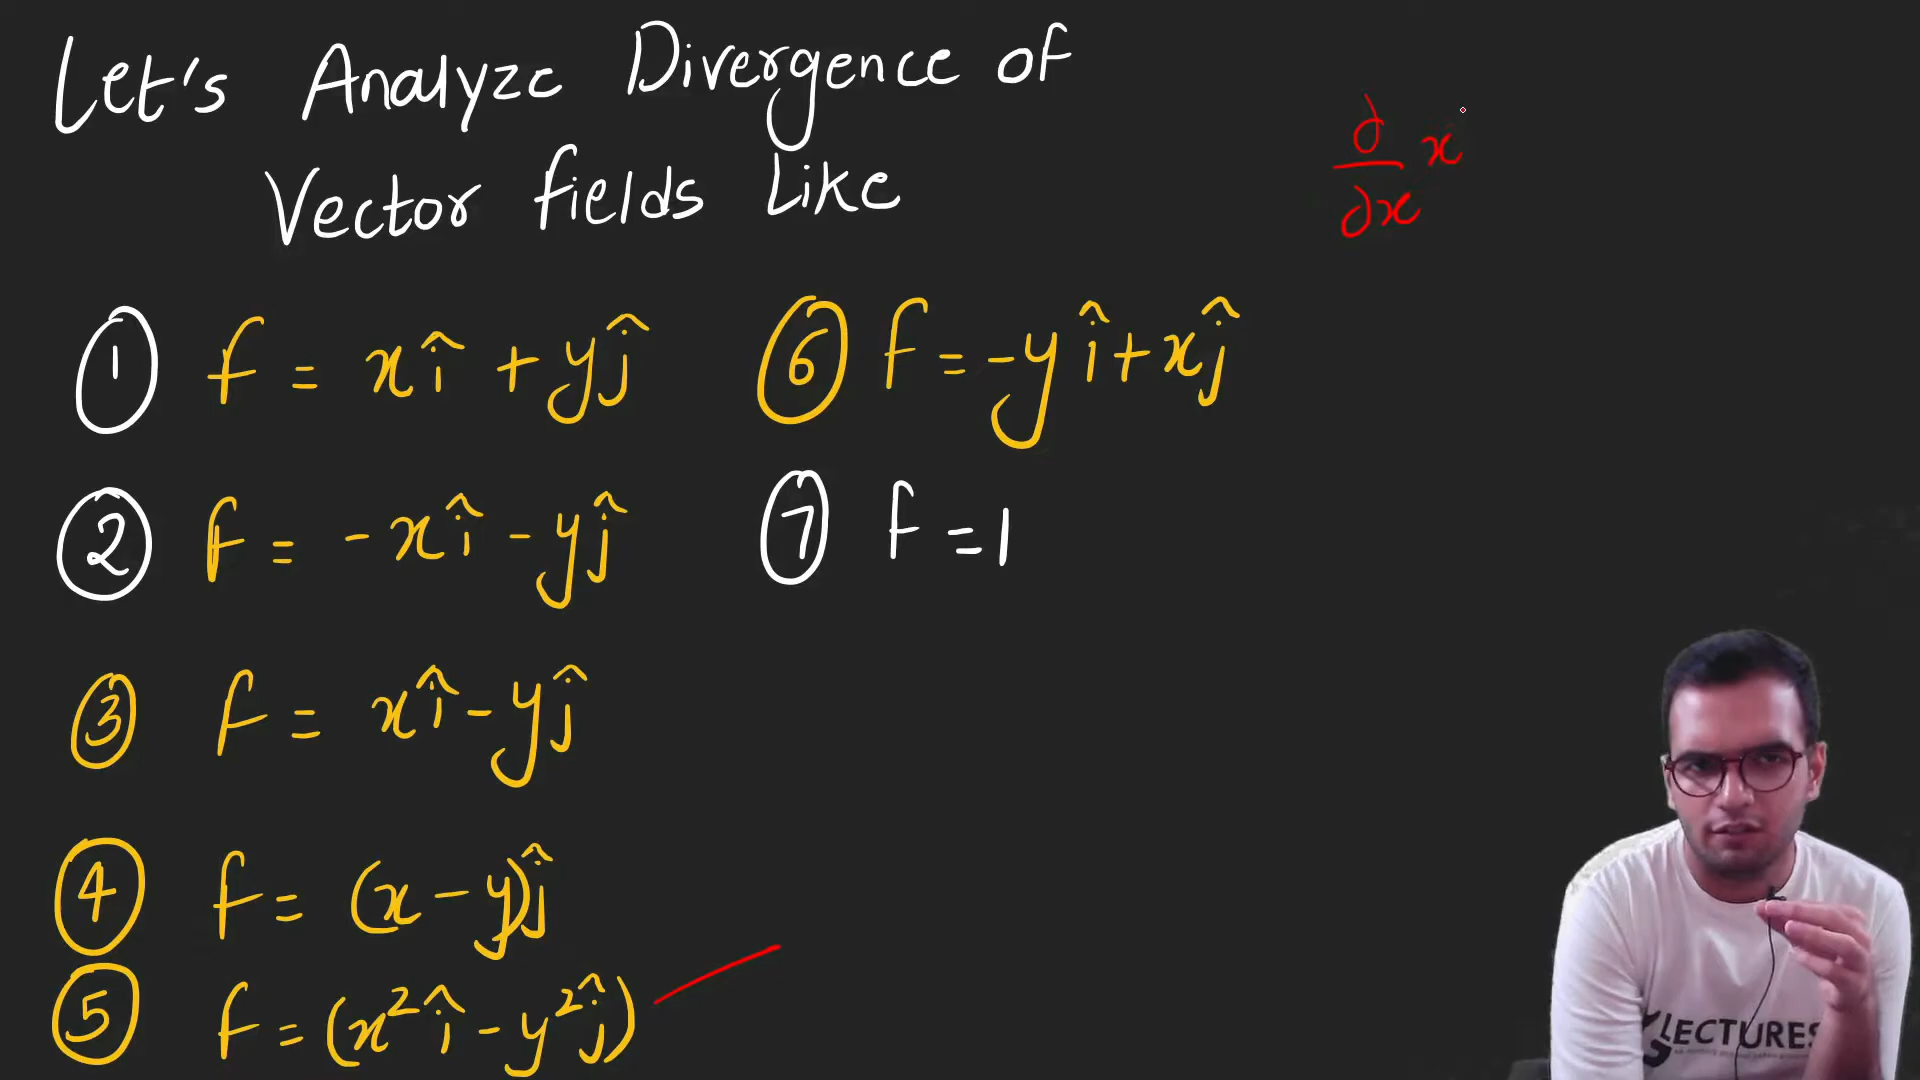 Let's Analyze Divergence of
Vector fields Like
∂/∂x x
① f = xî + yĵ
② f = -xî - yĵ
③ f = xî - yĵ
④ f = (x - y)ĵ
⑤ f = (x²î - y²ĵ)
⑥ f = -yî + xĵ
⑦ f = 1
LECTURES